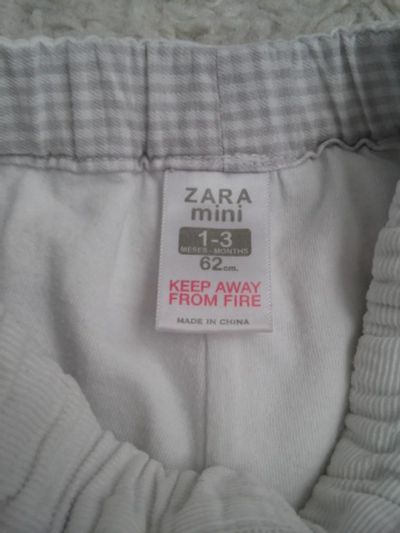 ZARA
mini
1-3
MESES - MONTHS
62cm.
KEEP AWAY
FROM FIRE
MADE IN CHINA